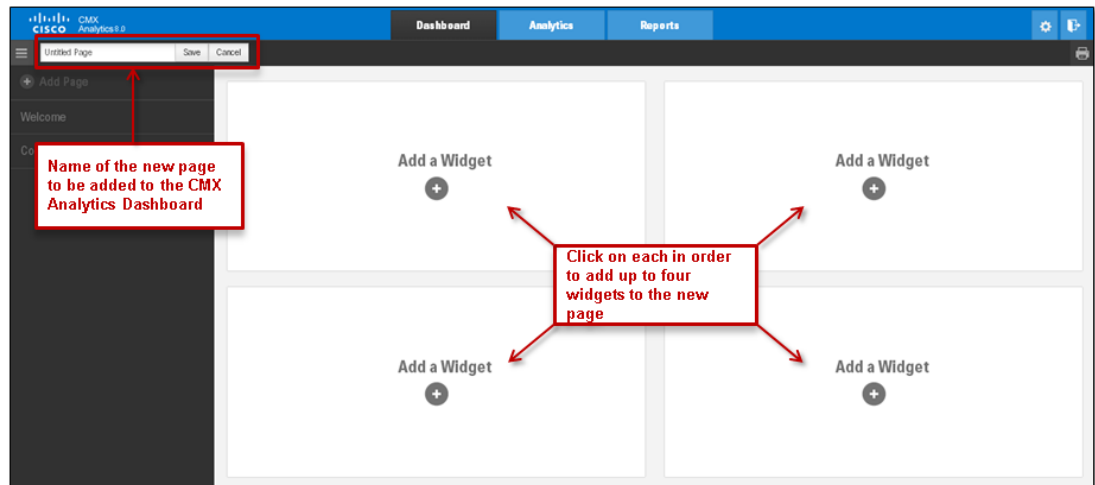 CMX
CISCO Analytics 8.0
Dashboard
Analytics
Reports
Untitled Page
Save
Cancel
Add Page
Welcome
Co
Name of the new page
to be added to the CMX
Analytics Dashboard
Add a Widget
Add a Widget
Click on each in order
to add up to four
widgets to the new
page
Add a Widget
Add a Widget